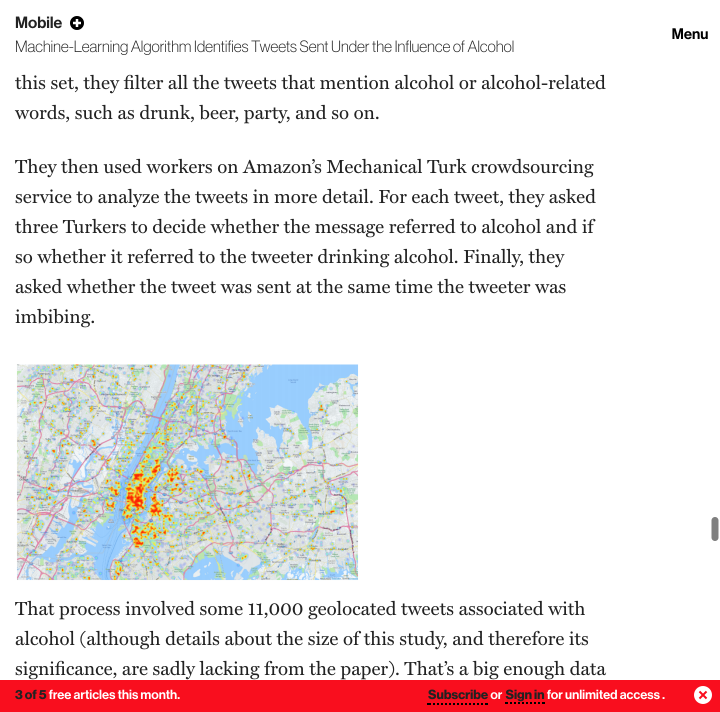 Mobile
Machine-Learning Algorithm Identifies Tweets Sent Under the Influence of Alcohol
Menu
this set, they filter all the tweets that mention alcohol or alcohol-related
words, such as drunk, beer, party, and so on.
They then used workers on Amazon’s Mechanical Turk crowdsourcing
service to analyze the tweets in more detail. For each tweet, they asked
three Turkers to decide whether the message referred to alcohol and if
so whether it referred to the tweeter drinking alcohol. Finally, they
asked whether the tweet was sent at the same time the tweeter was
imbibing.
That process involved some 11,000 geolocated tweets associated with
alcohol (although details about the size of this study, and therefore its
significance, are sadly lacking from the paper). That’s a big enough data
3 of 5 free articles this month.
Subscribe or Sign in for unlimited access .